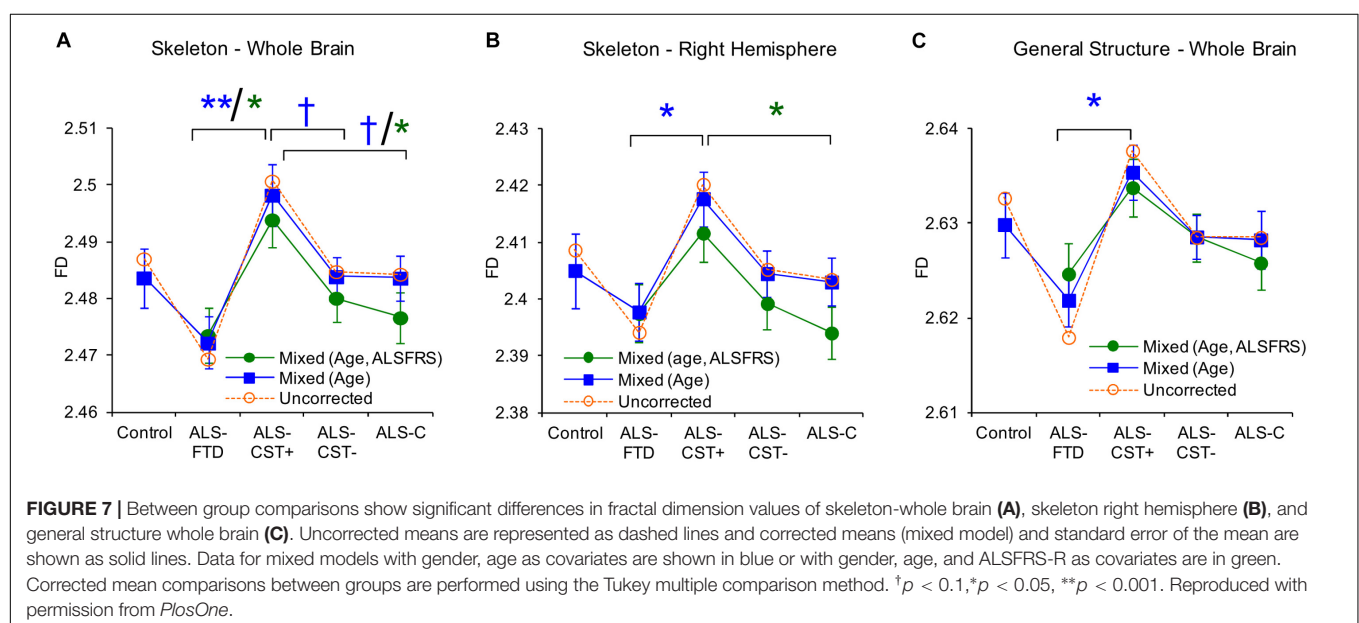 A
Skeleton - Whole Brain
**/*
†
†/*
2.51
2.5
2.49
2.48
2.47
2.46
FD
Mixed (Age, ALSFRS)
Mixed (Age)
Uncorrected
Control
ALS-
FTD
ALS-
CST+
ALS-
CST-
ALS-C
B
Skeleton - Right Hemisphere
*
*
2.43
2.42
2.41
2.4
2.39
2.38
FD
Mixed (age, ALSFRS)
Mixed (Age)
Uncorrected
Control
ALS-
FTD
ALS-
CST+
ALS-
CST-
ALS-C
C
General Structure - Whole Brain
*
2.64
2.63
2.62
2.61
FD
Mixed (Age, ALSFRS)
Mixed (Age)
Uncorrected
Control
ALS-
FTD
ALS-
CST+
ALS-
CST-
ALS-C
FIGURE 7 | Between group comparisons show significant differences in fractal dimension values of skeleton-whole brain (A), skeleton right hemisphere (B), and
general structure whole brain (C). Uncorrected means are represented as dashed lines and corrected means (mixed model) and standard error of the mean are
shown as solid lines. Data for mixed models with gender, age as covariates are shown in blue or with gender, age, and ALSFRS-R as covariates are in green.
Corrected mean comparisons between groups are performed using the Tukey multiple comparison method. †p < 0.1,*p < 0.05, **p < 0.001. Reproduced with
permission from PlosOne.